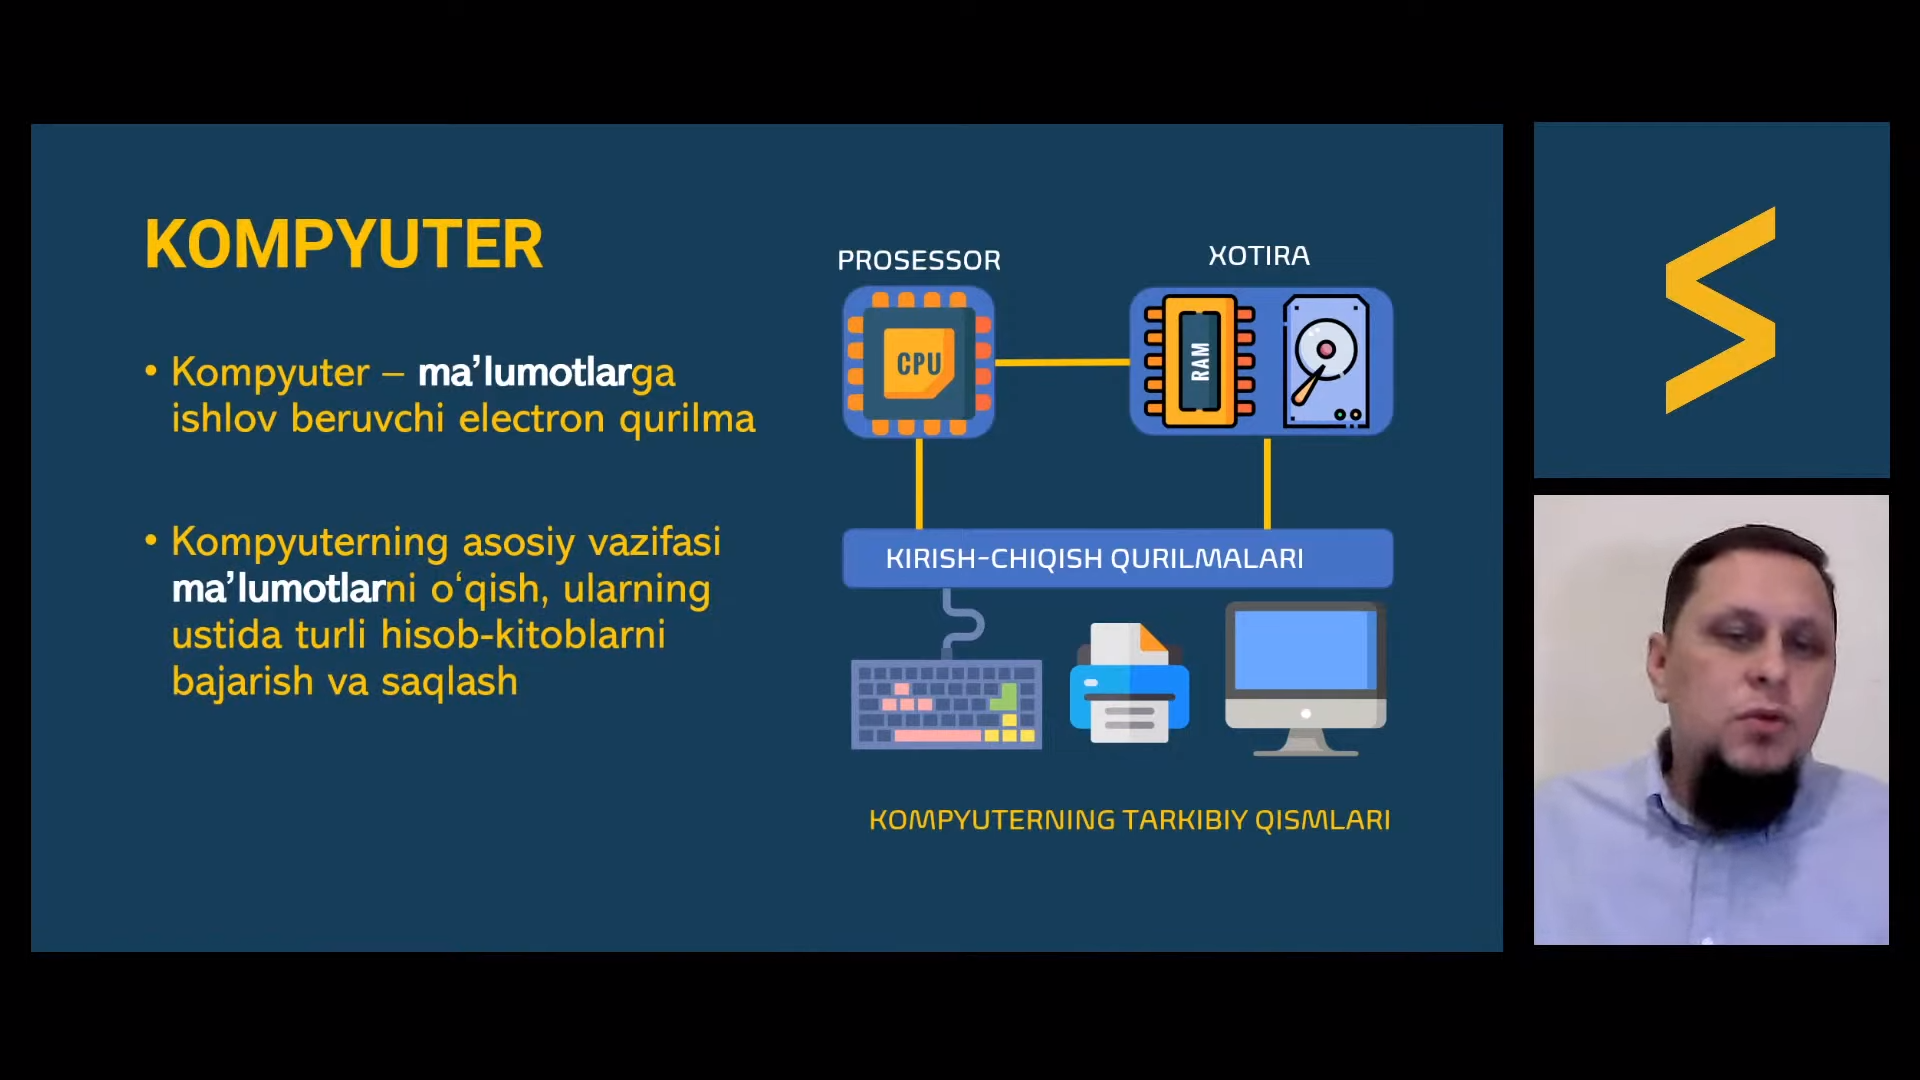 KOMPYUTER
• Kompyuter – ma’lumotlarga
ishlov beruvchi electron qurilma
• Kompyuterning asosiy vazifasi
ma’lumotlarni o‘qish, ularning
ustida turli hisob-kitoblarni
bajarish va saqlash
PROSESSOR
XOTIRA
CPU
RAM
KIRISH-CHIQISH QURILMALARI
KOMPYUTERNING TARKIBIY QISMLARI